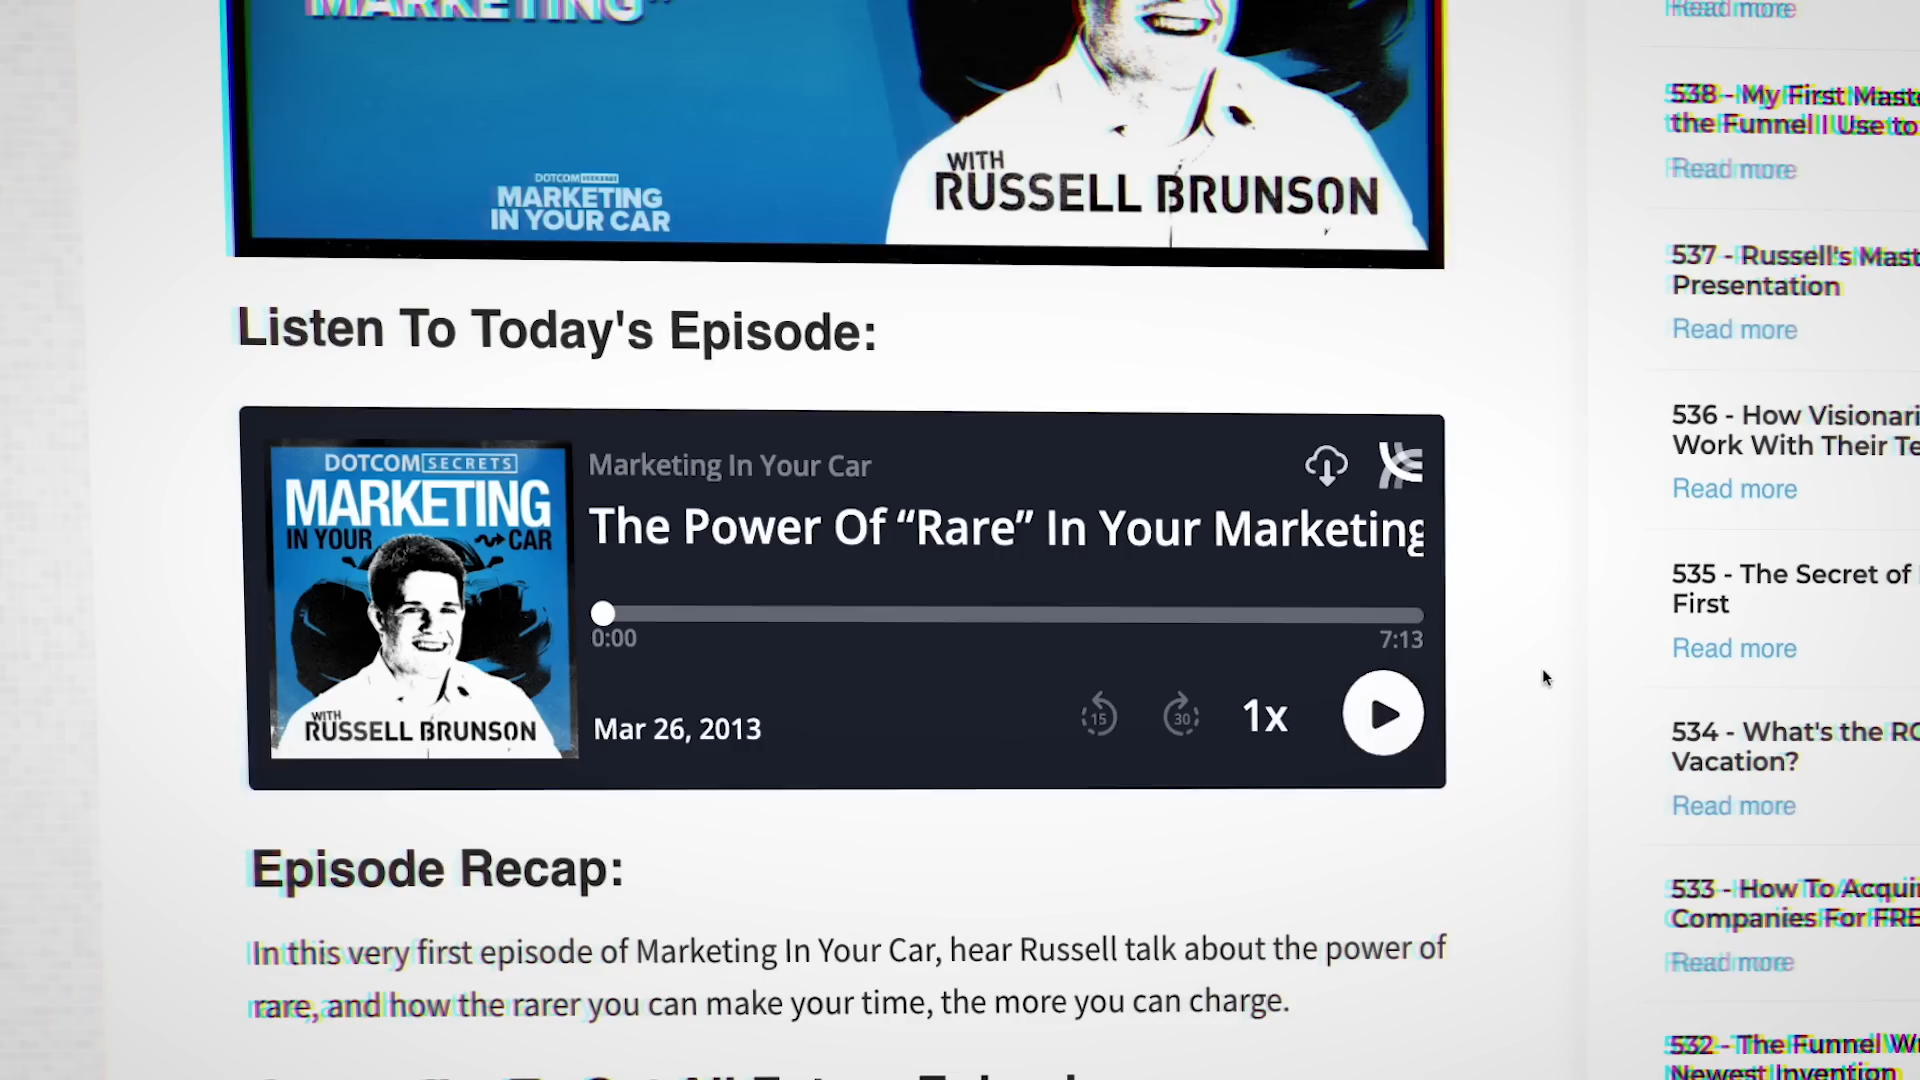 MARKETING"
WITH
RUSSELL BRUNSON
DOTCOM SECRETS
MARKETING
IN YOUR CAR
Listen To Today's Episode:
DOTCOM SECRETS
MARKETING
IN YOUR CAR
WITH
RUSSELL BRUNSON
Marketing In Your Car
The Power Of “Rare” In Your Marketing
0:00
7:13
Mar 26, 2013
15
30
1x
Episode Recap:
In this very first episode of Marketing In Your Car, hear Russell talk about the power of
rare, and how the rarer you can make your time, the more you can charge.
Read more
538 - My First
the Funnel I Use to
Read more
537 - Russell's
Presentation
Read more
536 - How
Work With Their
Read more
535 - The Secret of
First
Read more
534 - What's the
Vacation?
Read more
533 - How To
Companies For
Read more
532 - The Funnel
Newest Invention